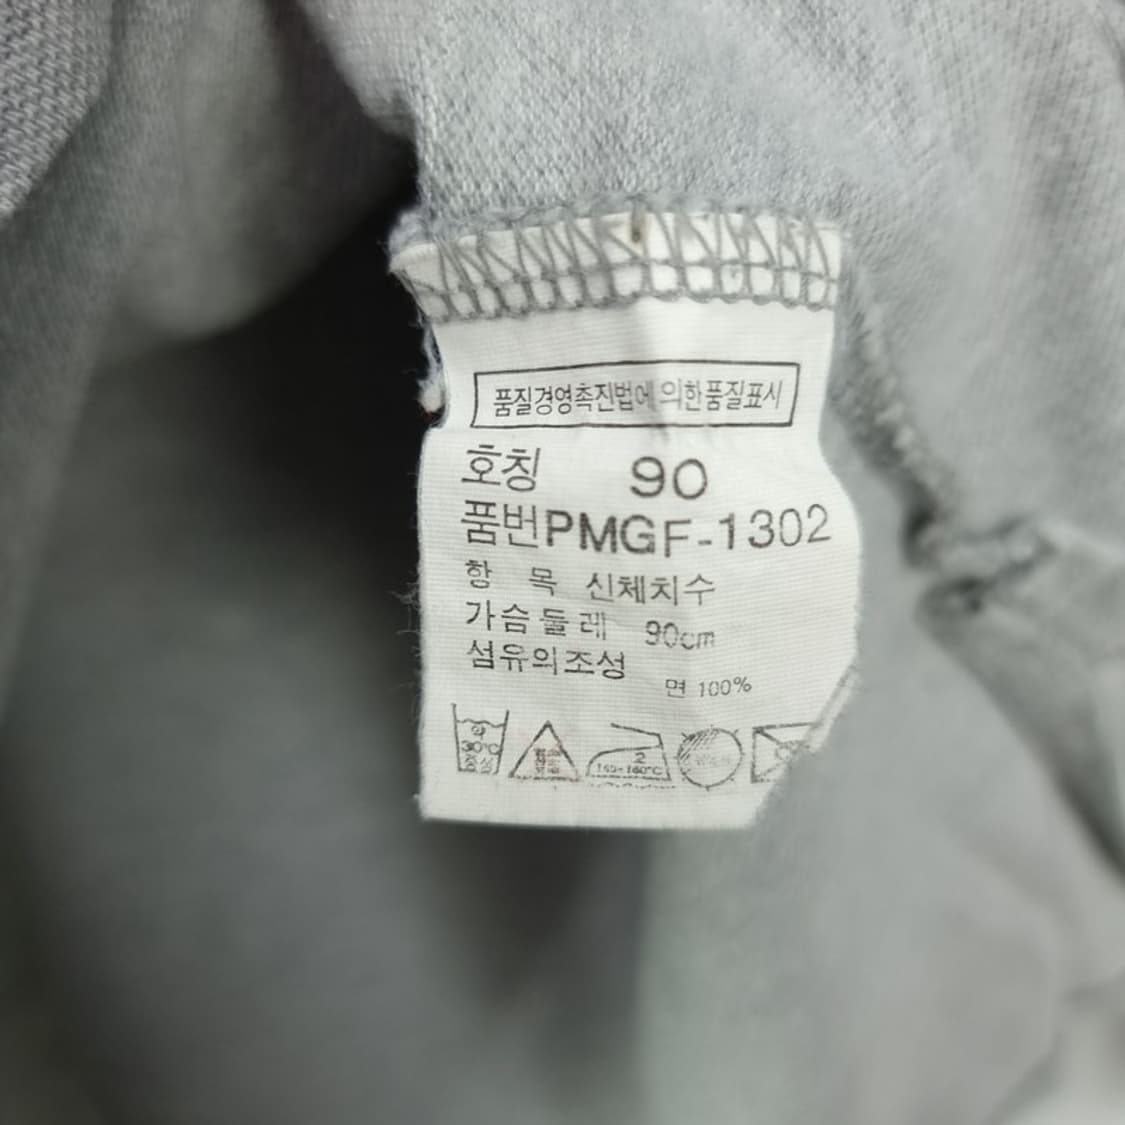 품질경영촉진법에 의한품질표시
호칭 90
품번PMGF-1302
항 목 신체치수
가슴둘레 90cm
섬유의조성
면 100%
30℃
중성
2